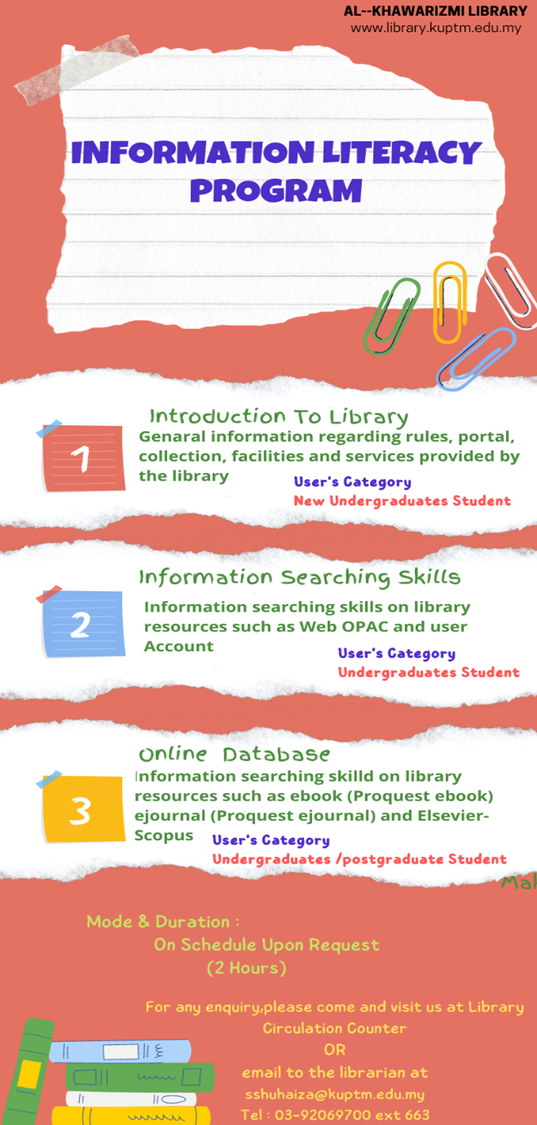 AL--KHAWARIZMI LIBRARY
www.library.kuptm.edu.my
INFORMATION LITERACY
PROGRAM
1
Introduction To Library
Genaral information regarding rules, portal,
collection, facilities and services provided by
the library
User's Category
New Undergraduates Student
2
Information Searching Skills
Information searching skills on library
resources such as Web OPAC and user
Account
User's Category
Undergraduates Student
3
Online Database
Information searching skilld on library
resources such as ebook (Proquest ebook)
ejournal (Proquest ejournal) and Elsevier-
Scopus
User's Category
Undergraduates /postgraduate Student
Mode & Duration :
On Schedule Upon Request
(2 Hours)
For any enquiry,please come and visit us at Library
Circulation Counter
OR
email to the librarian at
sshuhaiza@kuptm.edu.my
Tel : 03-92069700 ext 663